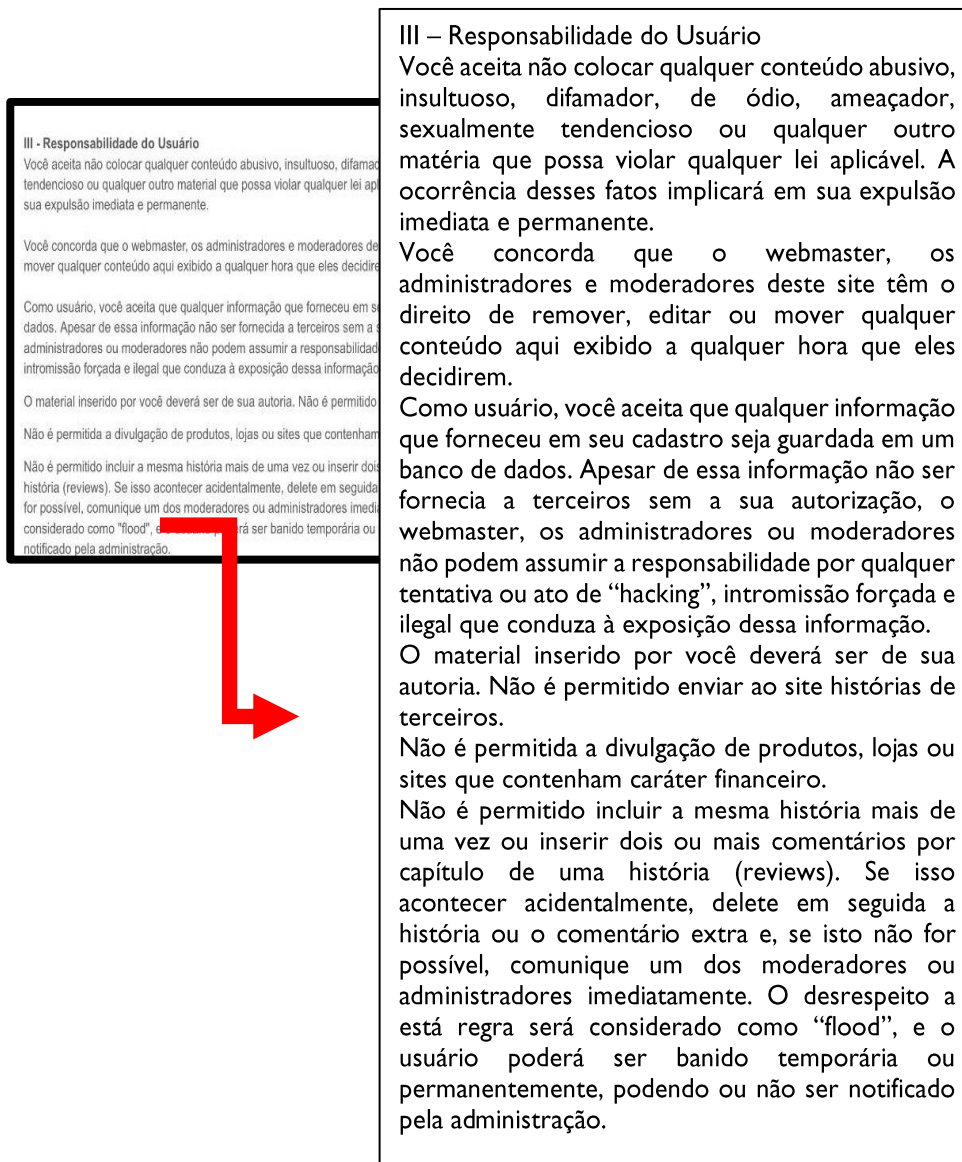 III - Responsabilidade do Usuário
Você aceita não colocar qualquer conteúdo abusivo, insultuoso, difamad
tendencioso ou qualquer outro material que possa violar qualquer lei apl
sua expulsão imediata e permanente.
Você concorda que o webmaster, os administradores e moderadores de
mover qualquer conteúdo aqui exibido a qualquer hora que eles decidire
Como usuário, você aceita que qualquer informação que forneceu em se
dados. Apesar de essa informação não ser fornecida a terceiros sem a s
administradores ou moderadores não podem assumir a responsabilidad
intromissão forçada e ilegal que conduza à exposição dessa informação
O material inserido por você deverá ser de sua autoria. Não é permitido
Não é permitida a divulgação de produtos, lojas ou sites que contenham
Não é permitido incluir a mesma história mais de uma vez ou inserir dois
história (reviews). Se isso acontecer acidentalmente, delete em seguida
for possível, comunique um dos moderadores ou administradores imedia
considerado como "flood", e rá ser banido temporária ou
notificado pela administração.
III – Responsabilidade do Usuário
Você aceita não colocar qualquer conteúdo abusivo,
insultuoso, difamador, de ódio, ameaçador,
sexualmente tendencioso ou qualquer outro
matéria que possa violar qualquer lei aplicável. A
ocorrência desses fatos implicará em sua expulsão
imediata e permanente.
Você concorda que o webmaster, os
administradores e moderadores deste site têm o
direito de remover, editar ou mover qualquer
conteúdo aqui exibido a qualquer hora que eles
decidirem.
Como usuário, você aceita que qualquer informação
que forneceu em seu cadastro seja guardada em um
banco de dados. Apesar de essa informação não ser
fornecia a terceiros sem a sua autorização, o
webmaster, os administradores ou moderadores
não podem assumir a responsabilidade por qualquer
tentativa ou ato de “hacking”, intromissão forçada e
ilegal que conduza à exposição dessa informação.
O material inserido por você deverá ser de sua
autoria. Não é permitido enviar ao site histórias de
terceiros.
Não é permitida a divulgação de produtos, lojas ou
sites que contenham caráter financeiro.
Não é permitido incluir a mesma história mais de
uma vez ou inserir dois ou mais comentários por
capítulo de uma história (reviews). Se isso
acontecer acidentalmente, delete em seguida a
história ou o comentário extra e, se isto não for
possível, comunique um dos moderadores ou
administradores imediatamente. O desrespeito a
está regra será considerado como “flood”, e o
usuário poderá ser banido temporária ou
permanentemente, podendo ou não ser notificado
pela administração.